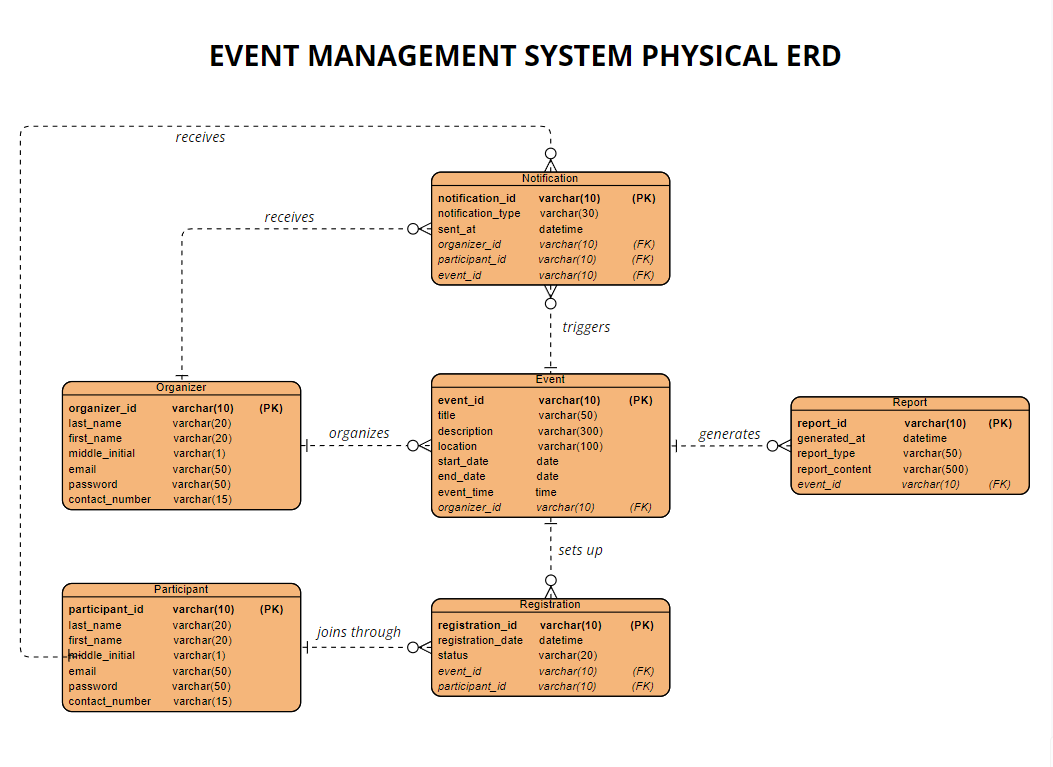 EVENT MANAGEMENT SYSTEM PHYSICAL ERD
receives
Notification
notification_id varchar(10) (PK)
notification_type varchar(30)
sent_at datetime
organizer_id varchar(10) (FK)
participant_id varchar(10) (FK)
event_id varchar(10) (FK)
receives
triggers
Organizer
organizer_id varchar(10) (PK)
last_name varchar(20)
first_name varchar(20)
middle_initial varchar(1)
email varchar(50)
password varchar(50)
contact_number varchar(15)
organizes
Event
event_id varchar(10) (PK)
title varchar(50)
description varchar(300)
location varchar(100)
start_date date
end_date date
event_time time
organizer_id varchar(10) (FK)
generates
Report
report_id varchar(10) (PK)
generated_at datetime
report_type varchar(50)
report_content varchar(500)
event_id varchar(10) (FK)
sets up
Participant
participant_id varchar(10) (PK)
last_name varchar(20)
first_name varchar(20)
middle_initial varchar(1)
email varchar(50)
password varchar(50)
contact_number varchar(15)
joins through
Registration
registration_id varchar(10) (PK)
registration_date datetime
status varchar(20)
event_id varchar(10) (FK)
participant_id varchar(10) (FK)